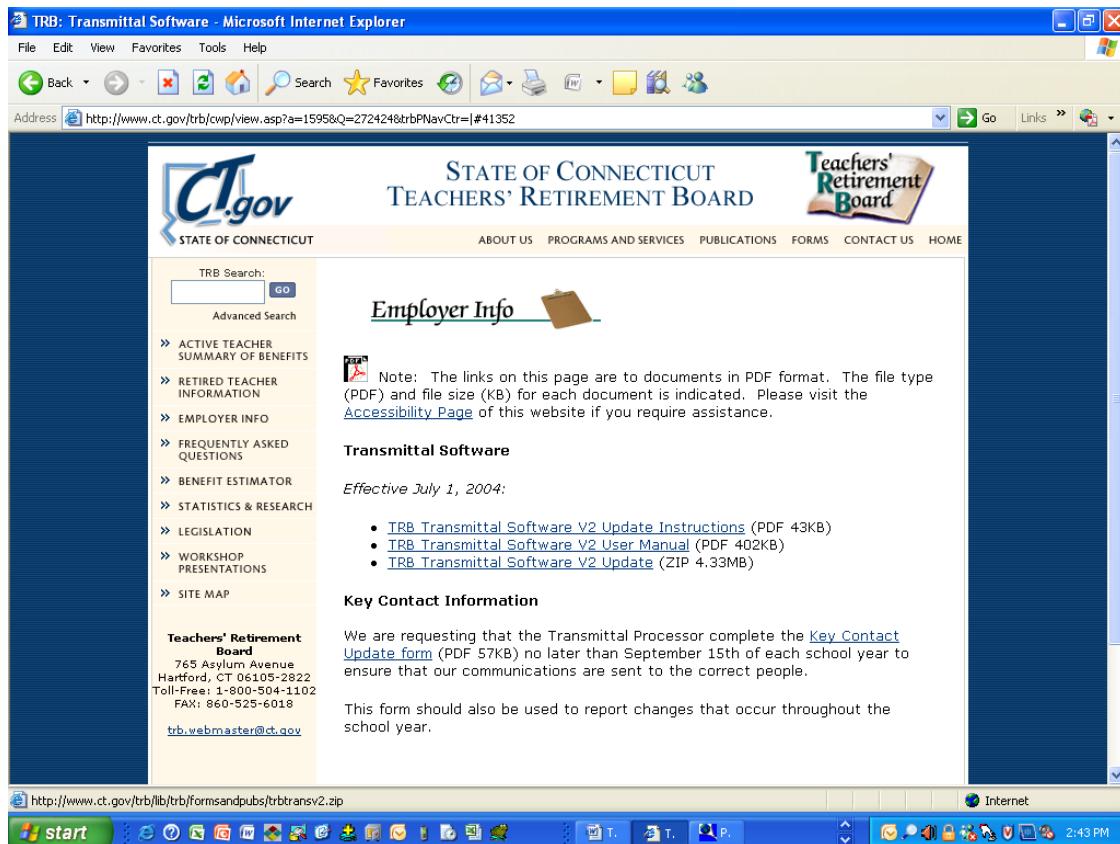 TRB: Transmittal Software - Microsoft Internet Explorer
File Edit View Favorites Tools Help
Back Search Favorites
Address http://www.ct.gov/trb/cwp/view.asp?a=1595&Q=272424&trbPNavCtr=|#41352 Go Links »
CT.gov
STATE OF CONNECTICUT
STATE OF CONNECTICUT
TEACHERS' RETIREMENT BOARD
Teachers'
Retirement
Board
ABOUT US PROGRAMS AND SERVICES PUBLICATIONS FORMS CONTACT US HOME
TRB Search:
GO
Advanced Search
» ACTIVE TEACHER
SUMMARY OF BENEFITS
» RETIRED TEACHER
INFORMATION
» EMPLOYER INFO
» FREQUENTLY ASKED
QUESTIONS
» BENEFIT ESTIMATOR
» STATISTICS & RESEARCH
» LEGISLATION
» WORKSHOP
PRESENTATIONS
» SITE MAP
Teachers' Retirement
Board
765 Asylum Avenue
Hartford, CT 06105-2822
Toll-Free: 1-800-504-1102
FAX: 860-525-6018
trb.webmaster@ct.gov
Employer Info
Note: The links on this page are to documents in PDF format. The file type
(PDF) and file size (KB) for each document is indicated. Please visit the
Accessibility Page of this website if you require assistance.
Transmittal Software
Effective July 1, 2004:
• TRB Transmittal Software V2 Update Instructions (PDF 43KB)
• TRB Transmittal Software V2 User Manual (PDF 402KB)
• TRB Transmittal Software V2 Update (ZIP 4.33MB)
Key Contact Information
We are requesting that the Transmittal Processor complete the Key Contact
Update form (PDF 57KB) no later than September 15th of each school year to
ensure that our communications are sent to the correct people.
This form should also be used to report changes that occur throughout the
school year.
http://www.ct.gov/trb/lib/trb/formsandpubs/trbtransv2.zip Internet
start T. T. P. 2:43 PM